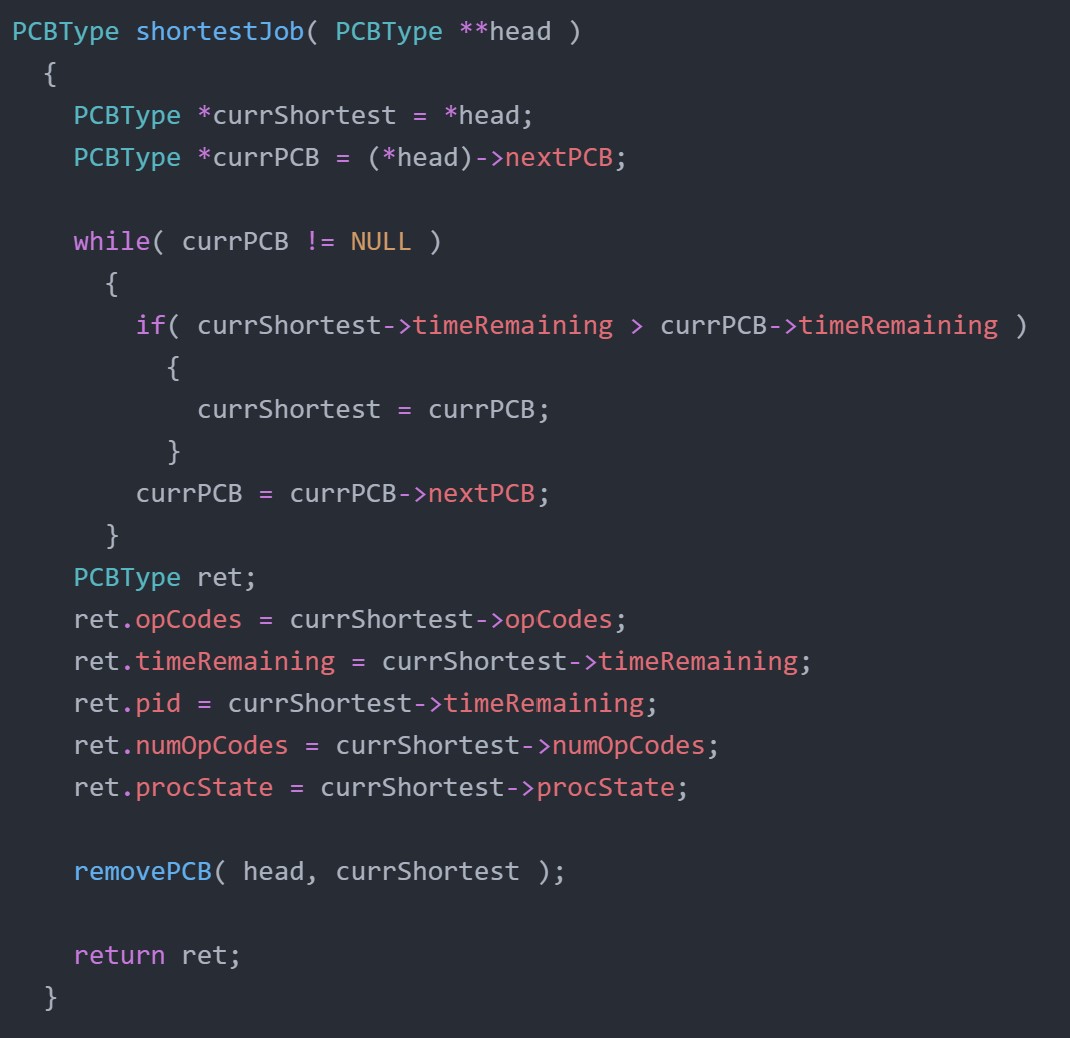 PCBType shortestJob( PCBType **head )
  {
    PCBType *currShortest = *head;
    PCBType *currPCB = (*head)->nextPCB;

    while( currPCB != NULL )
      {
        if( currShortest->timeRemaining > currPCB->timeRemaining )
          {
            currShortest = currPCB;
          }
        currPCB = currPCB->nextPCB;
      }
    PCBType ret;
    ret.opCodes = currShortest->opCodes;
    ret.timeRemaining = currShortest->timeRemaining;
    ret.pid = currShortest->timeRemaining;
    ret.numOpCodes = currShortest->numOpCodes;
    ret.procState = currShortest->procState;

    removePCB( head, currShortest );

    return ret;
  }